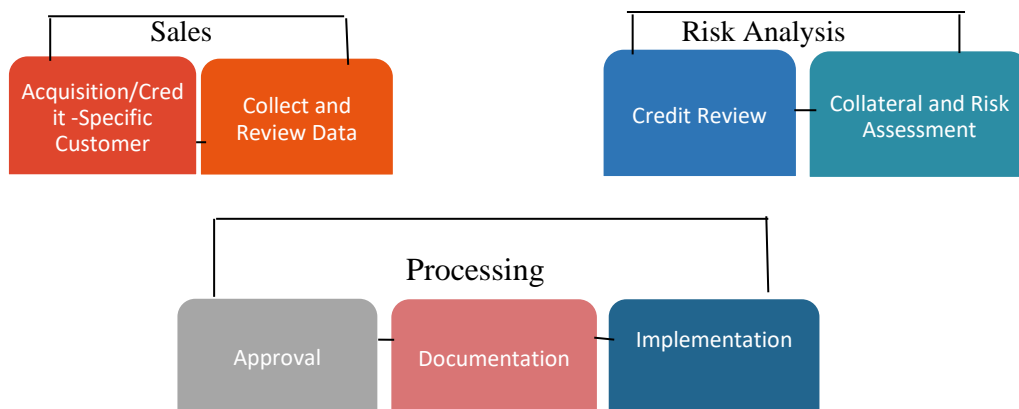 Sales
Acquisition/Cred
it -Specific
Customer
Collect and
Review Data
Risk Analysis
Credit Review
Collateral and Risk
Assessment
Processing
Approval
Documentation
Implementation